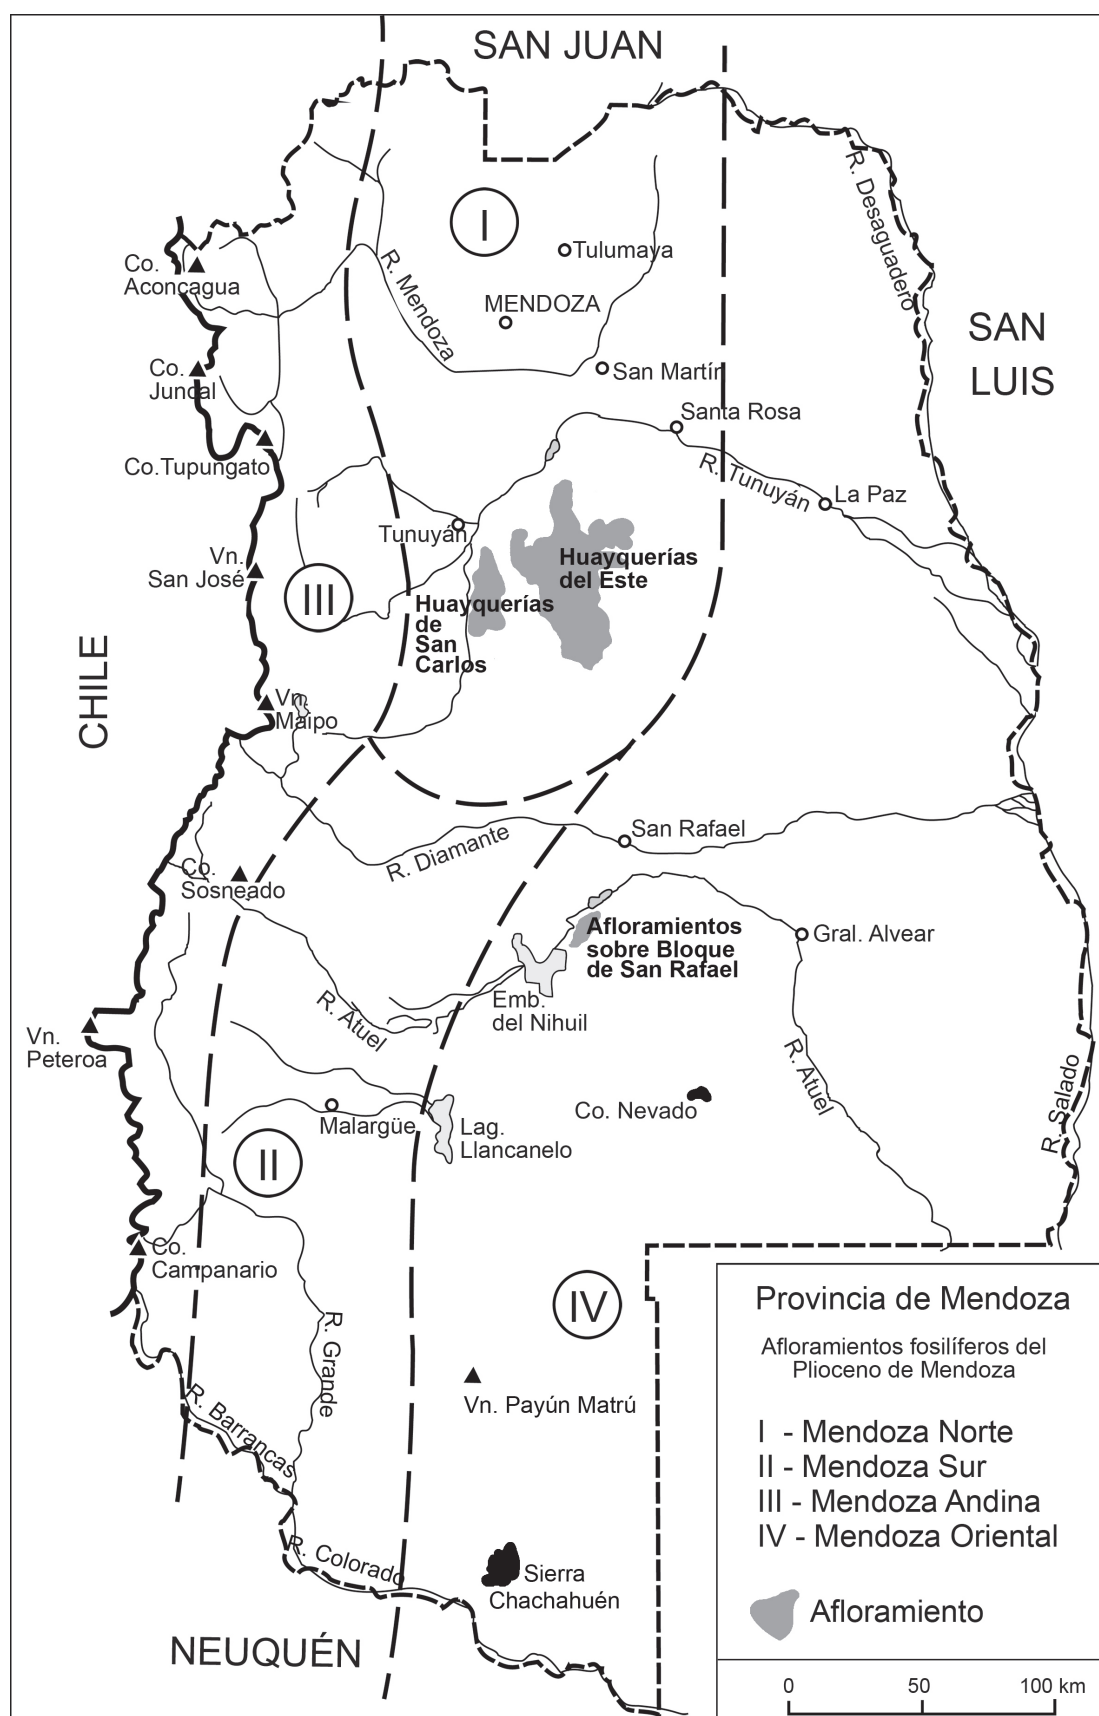 SAN JUAN
R. Desaguadero
I
Tulumaya
Co.
Aconcagua
R. Mendoza
MENDOZA
SAN
LUIS
Co.
Juncal
San Martín
Santa Rosa
Co.Tupungato
R. Tunuyán
La Paz
Tunuyán
Vn.
San José
Huayquerías
del Este
III
Huayquerías
de
San
Carlos
CHILE
Vn.
Maipo
San Rafael
R. Diamante
Co.
Sosneado
Afloramientos
sobre Bloque
de San Rafael
Gral. Alvear
Emb.
del Nihuil
R. Atuel
Vn.
Peteroa
R. Atuel
R. Salado
Co. Nevado
Malargüe
Lag.
Llancanelo
II
Co.
Campanario
IV
R. Grande
Vn. Payún Matrú
R. Barrancas
R. Colorado
Sierra
Chachahuén
NEUQUÉN
Provincia de Mendoza
Afloramientos fosilíferos del
Plioceno de Mendoza
I - Mendoza Norte
II - Mendoza Sur
III - Mendoza Andina
IV - Mendoza Oriental
Afloramiento
0 50 100 km